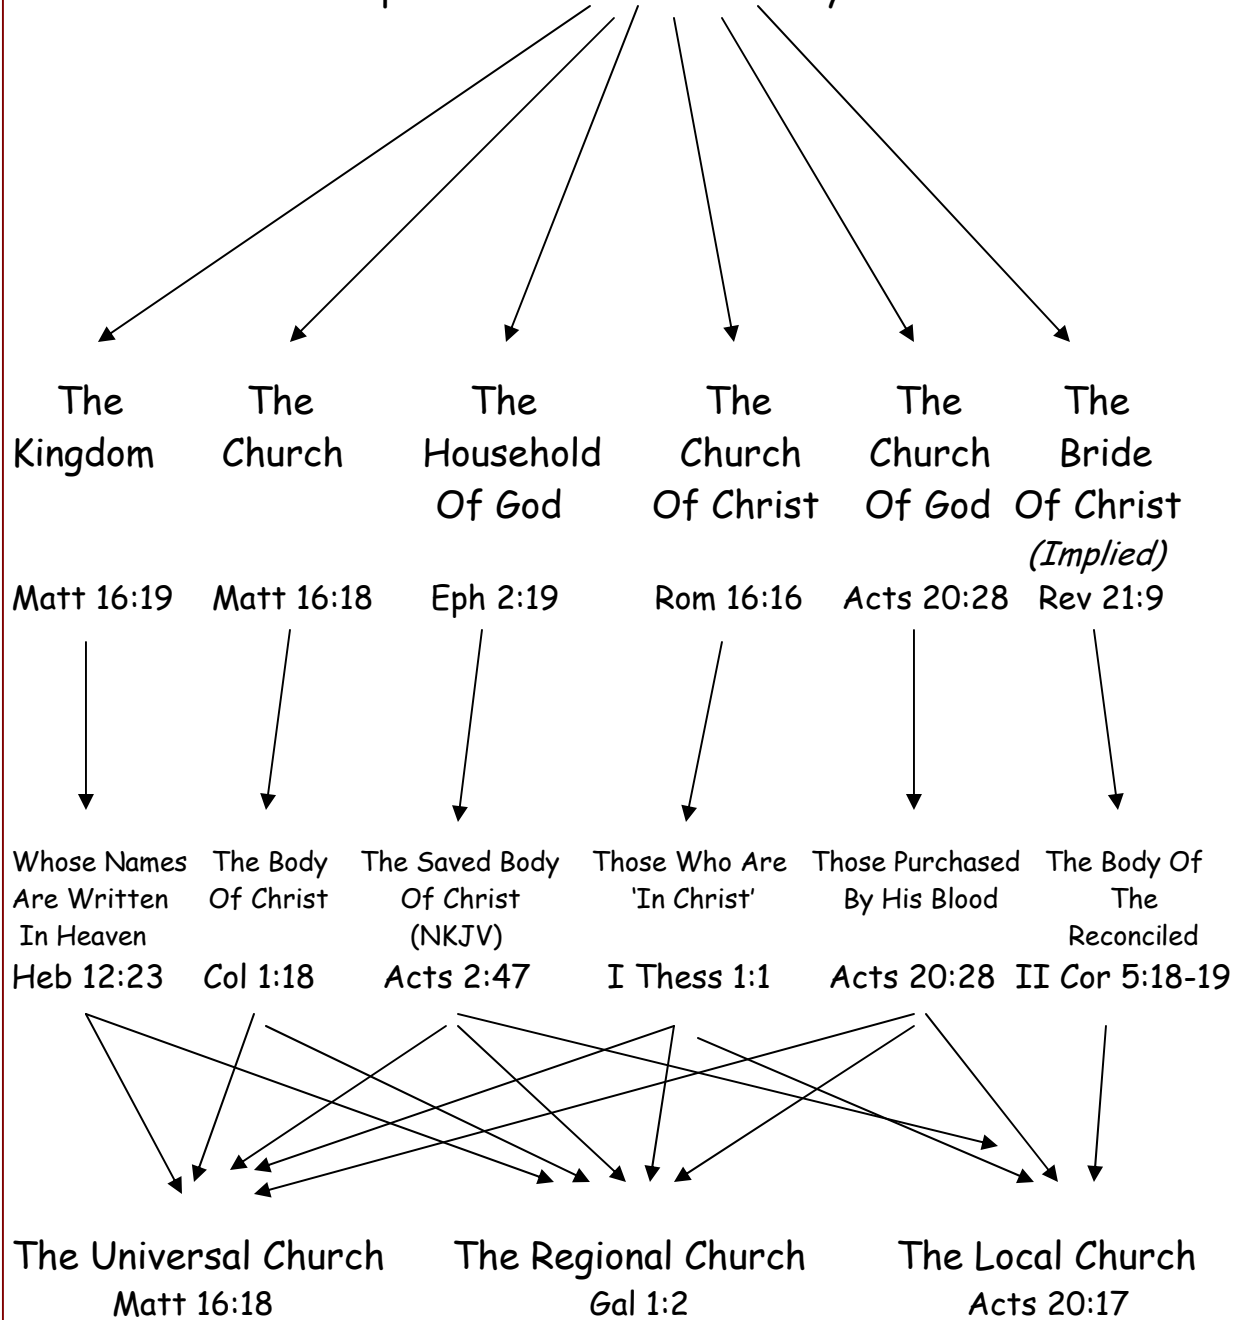 The
Kingdom
Matt 16:19
The
Church
Matt 16:18
The
Household
Of God
Eph 2:19
The
Church
Of Christ
Rom 16:16
The
Church
Of God
Acts 20:28
The
Bride
Of Christ
(Implied)
Rev 21:9
Whose Names
Are Written
In Heaven
Heb 12:23
The Body
Of Christ
Col 1:18
The Saved Body
Of Christ
(NKJV)
Acts 2:47
Those Who Are
‘In Christ’
I Thess 1:1
Those Purchased
By His Blood
Acts 20:28
The Body Of
The
Reconciled
II Cor 5:18-19
The Universal Church
Matt 16:18
The Regional Church
Gal 1:2
The Local Church
Acts 20:17